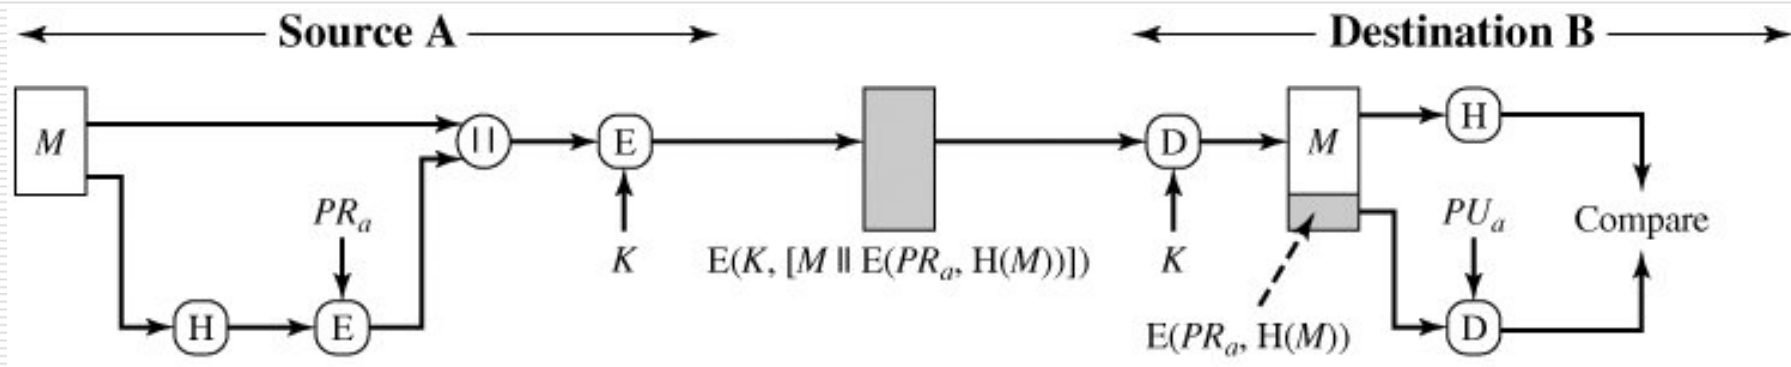 Source A
Destination B
M
||
E
D
M
H
PRₐ
PUₐ
Compare
K
E(K, [M || E(PRₐ, H(M))])
K
H
E
E(PRₐ, H(M))
D